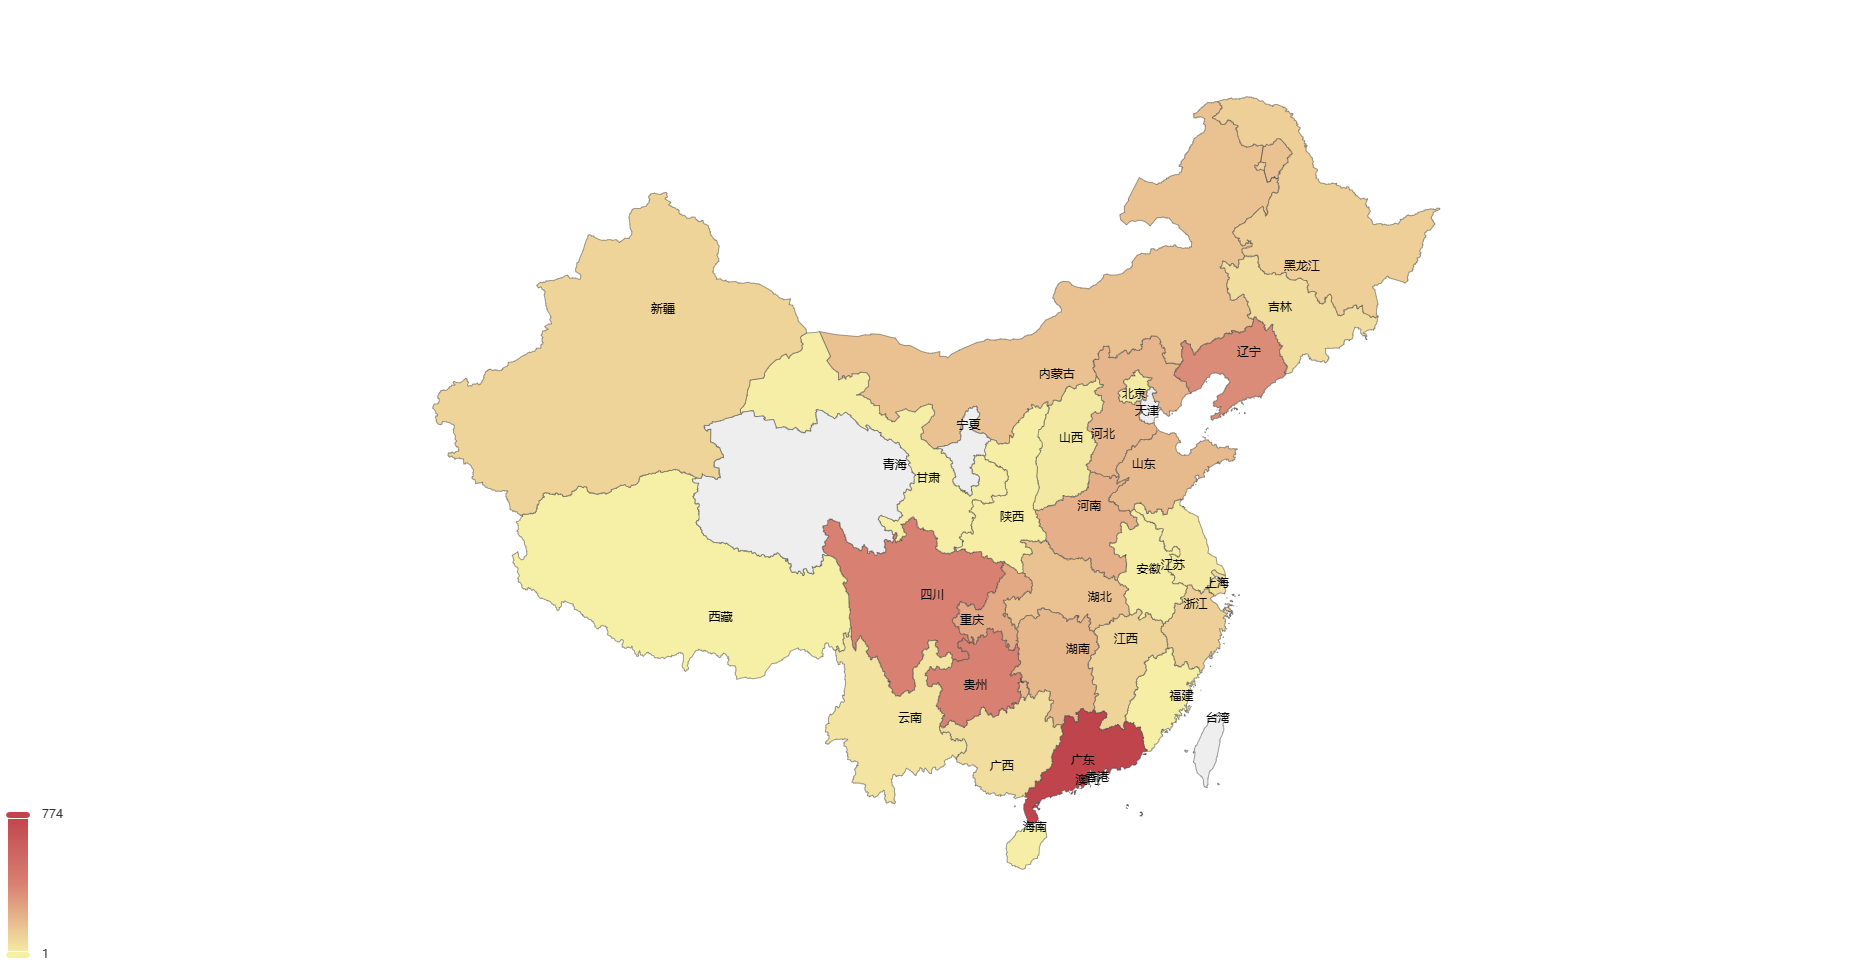 黑龙江
吉林
新疆
辽宁
内蒙古
北京
天津
宁夏
山西
河北
青海
甘肃
山东
河南
陕西
安徽
江苏
上海
四川
湖北
浙江
西藏
重庆
江西
湖南
贵州
福建
云南
台湾
广东
广西
香港
海南
774
1